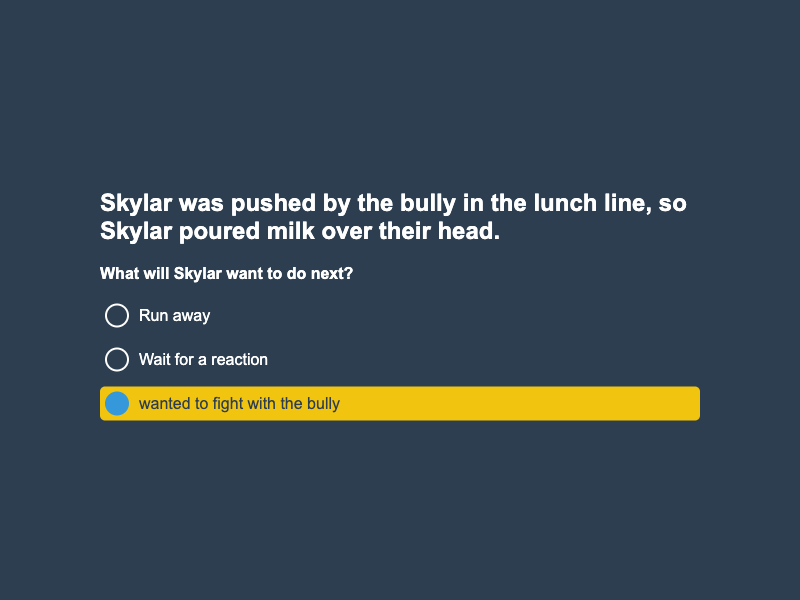 Skylar was pushed by the bully in the lunch line, so
Skylar poured milk over their head.
What will Skylar want to do next?
Run away
Wait for a reaction
wanted to fight with the bully